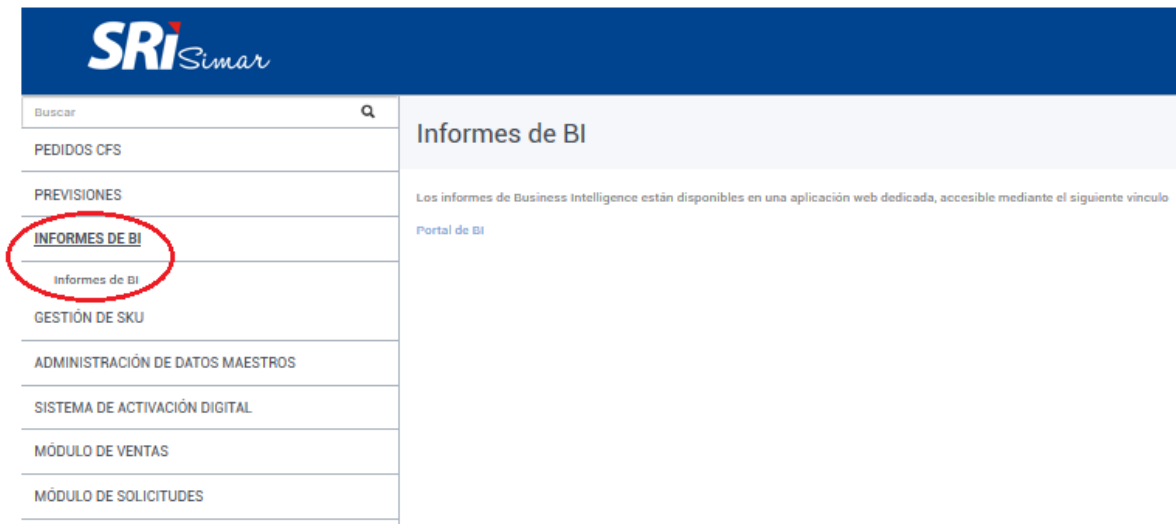 SRi Simar
Buscar
PEDIDOS CFS
PREVISIONES
INFORMES DE BI
Informes de BI
GESTIÓN DE SKU
ADMINISTRACIÓN DE DATOS MAESTROS
SISTEMA DE ACTIVACIÓN DIGITAL
MÓDULO DE VENTAS
MÓDULO DE SOLICITUDES
Informes de BI
Los informes de Business Intelligence están disponibles en una aplicación web dedicada, accesible mediante el siguiente vínculo
Portal de BI